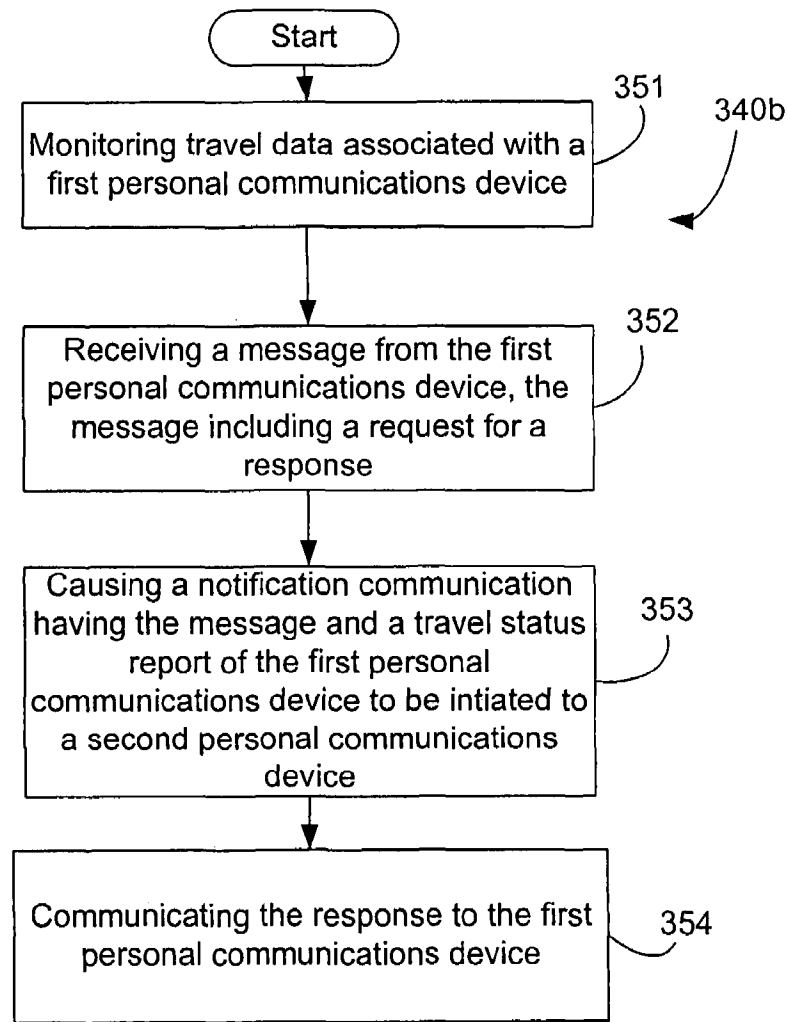 Start
351
340b
Monitoring travel data associated with a
first personal communications device
352
Receiving a message from the first
personal communications device, the
message including a request for a
response
353
Causing a notification communication
having the message and a travel status
report of the first personal
communications device to be intiated to
a second personal communications
device
354
Communicating the response to the first
personal communications device